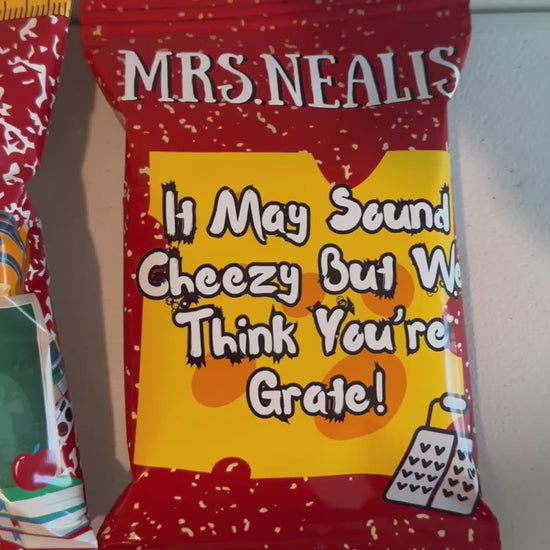 MRS.NEALIS
It May Sound
Cheezy But We
Think You're
Grate!